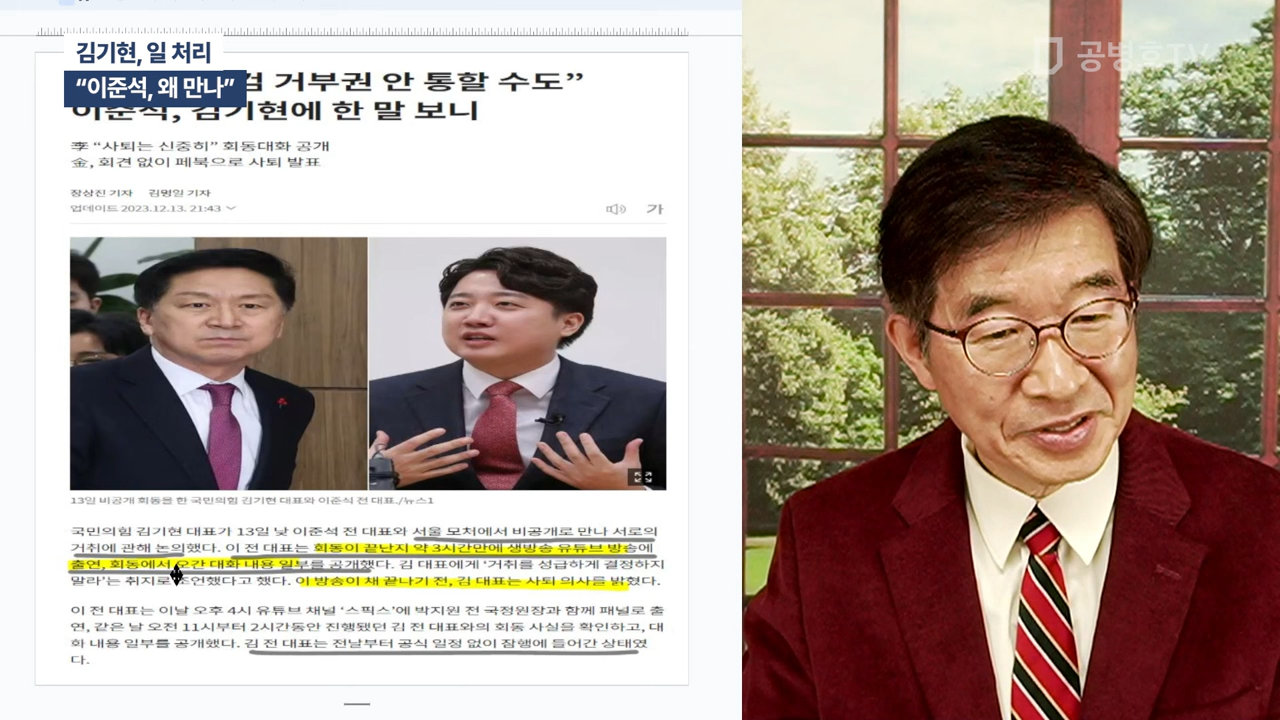 김기현, 일 처리
“이준석, 왜 만나”
검 거부권 안 통할 수도”
이준석, 김기현에 한 말 보니
李 “사퇴는 신중히” 회동대화 공개
金, 회견 없이 페북으로 사퇴 발표
장상진 기자 김명일 기자
업데이트 2023.12.13. 21:43
가
13일 비공개 회동을 한 국민의힘 김기현 대표와 이준석 전 대표./뉴스1
국민의힘 김기현 대표가 13일 낮 이준석 전 대표와 서울 모처에서 비공개로 만나 서로의
거취에 관해 논의했다. 이 전 대표는 회동이 끝난지 약 3시간만에 생방송 유튜브 방송에
출연, 회동에서 오간 대화 내용 일부를 공개했다. 김 대표에게 ‘거취를 성급하게 결정하지
말라’는 취지로 조언했다고 했다. 이 방송이 채 끝나기 전, 김 대표는 사퇴 의사를 밝혔다.
이 전 대표는 이날 오후 4시 유튜브 채널 ‘스픽스’에 박지원 전 국정원장과 함께 패널로 출
연, 같은 날 오전 11시부터 2시간동안 진행됐던 김 전 대표와의 회동 사실을 확인하고, 대
화 내용 일부를 공개했다. 김 전 대표는 전날부터 공식 일정 없이 잠행에 들어간 상태였
다.
공병호TV